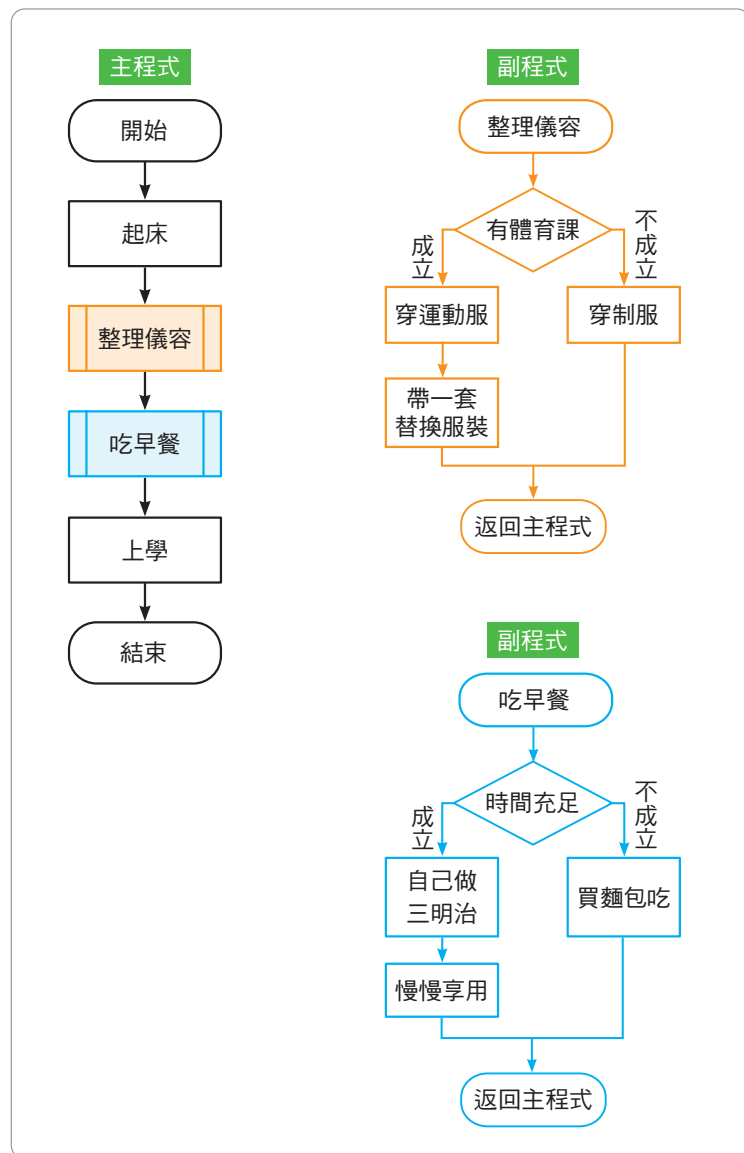 主程式
開始
起床
整理儀容
吃早餐
上學
結束
副程式
整理儀容
有體育課
成立
不成立
穿運動服
穿制服
帶一套
替換服裝
返回主程式
副程式
吃早餐
時間充足
成立
不成立
自己做
三明治
買麵包吃
慢慢享用
返回主程式